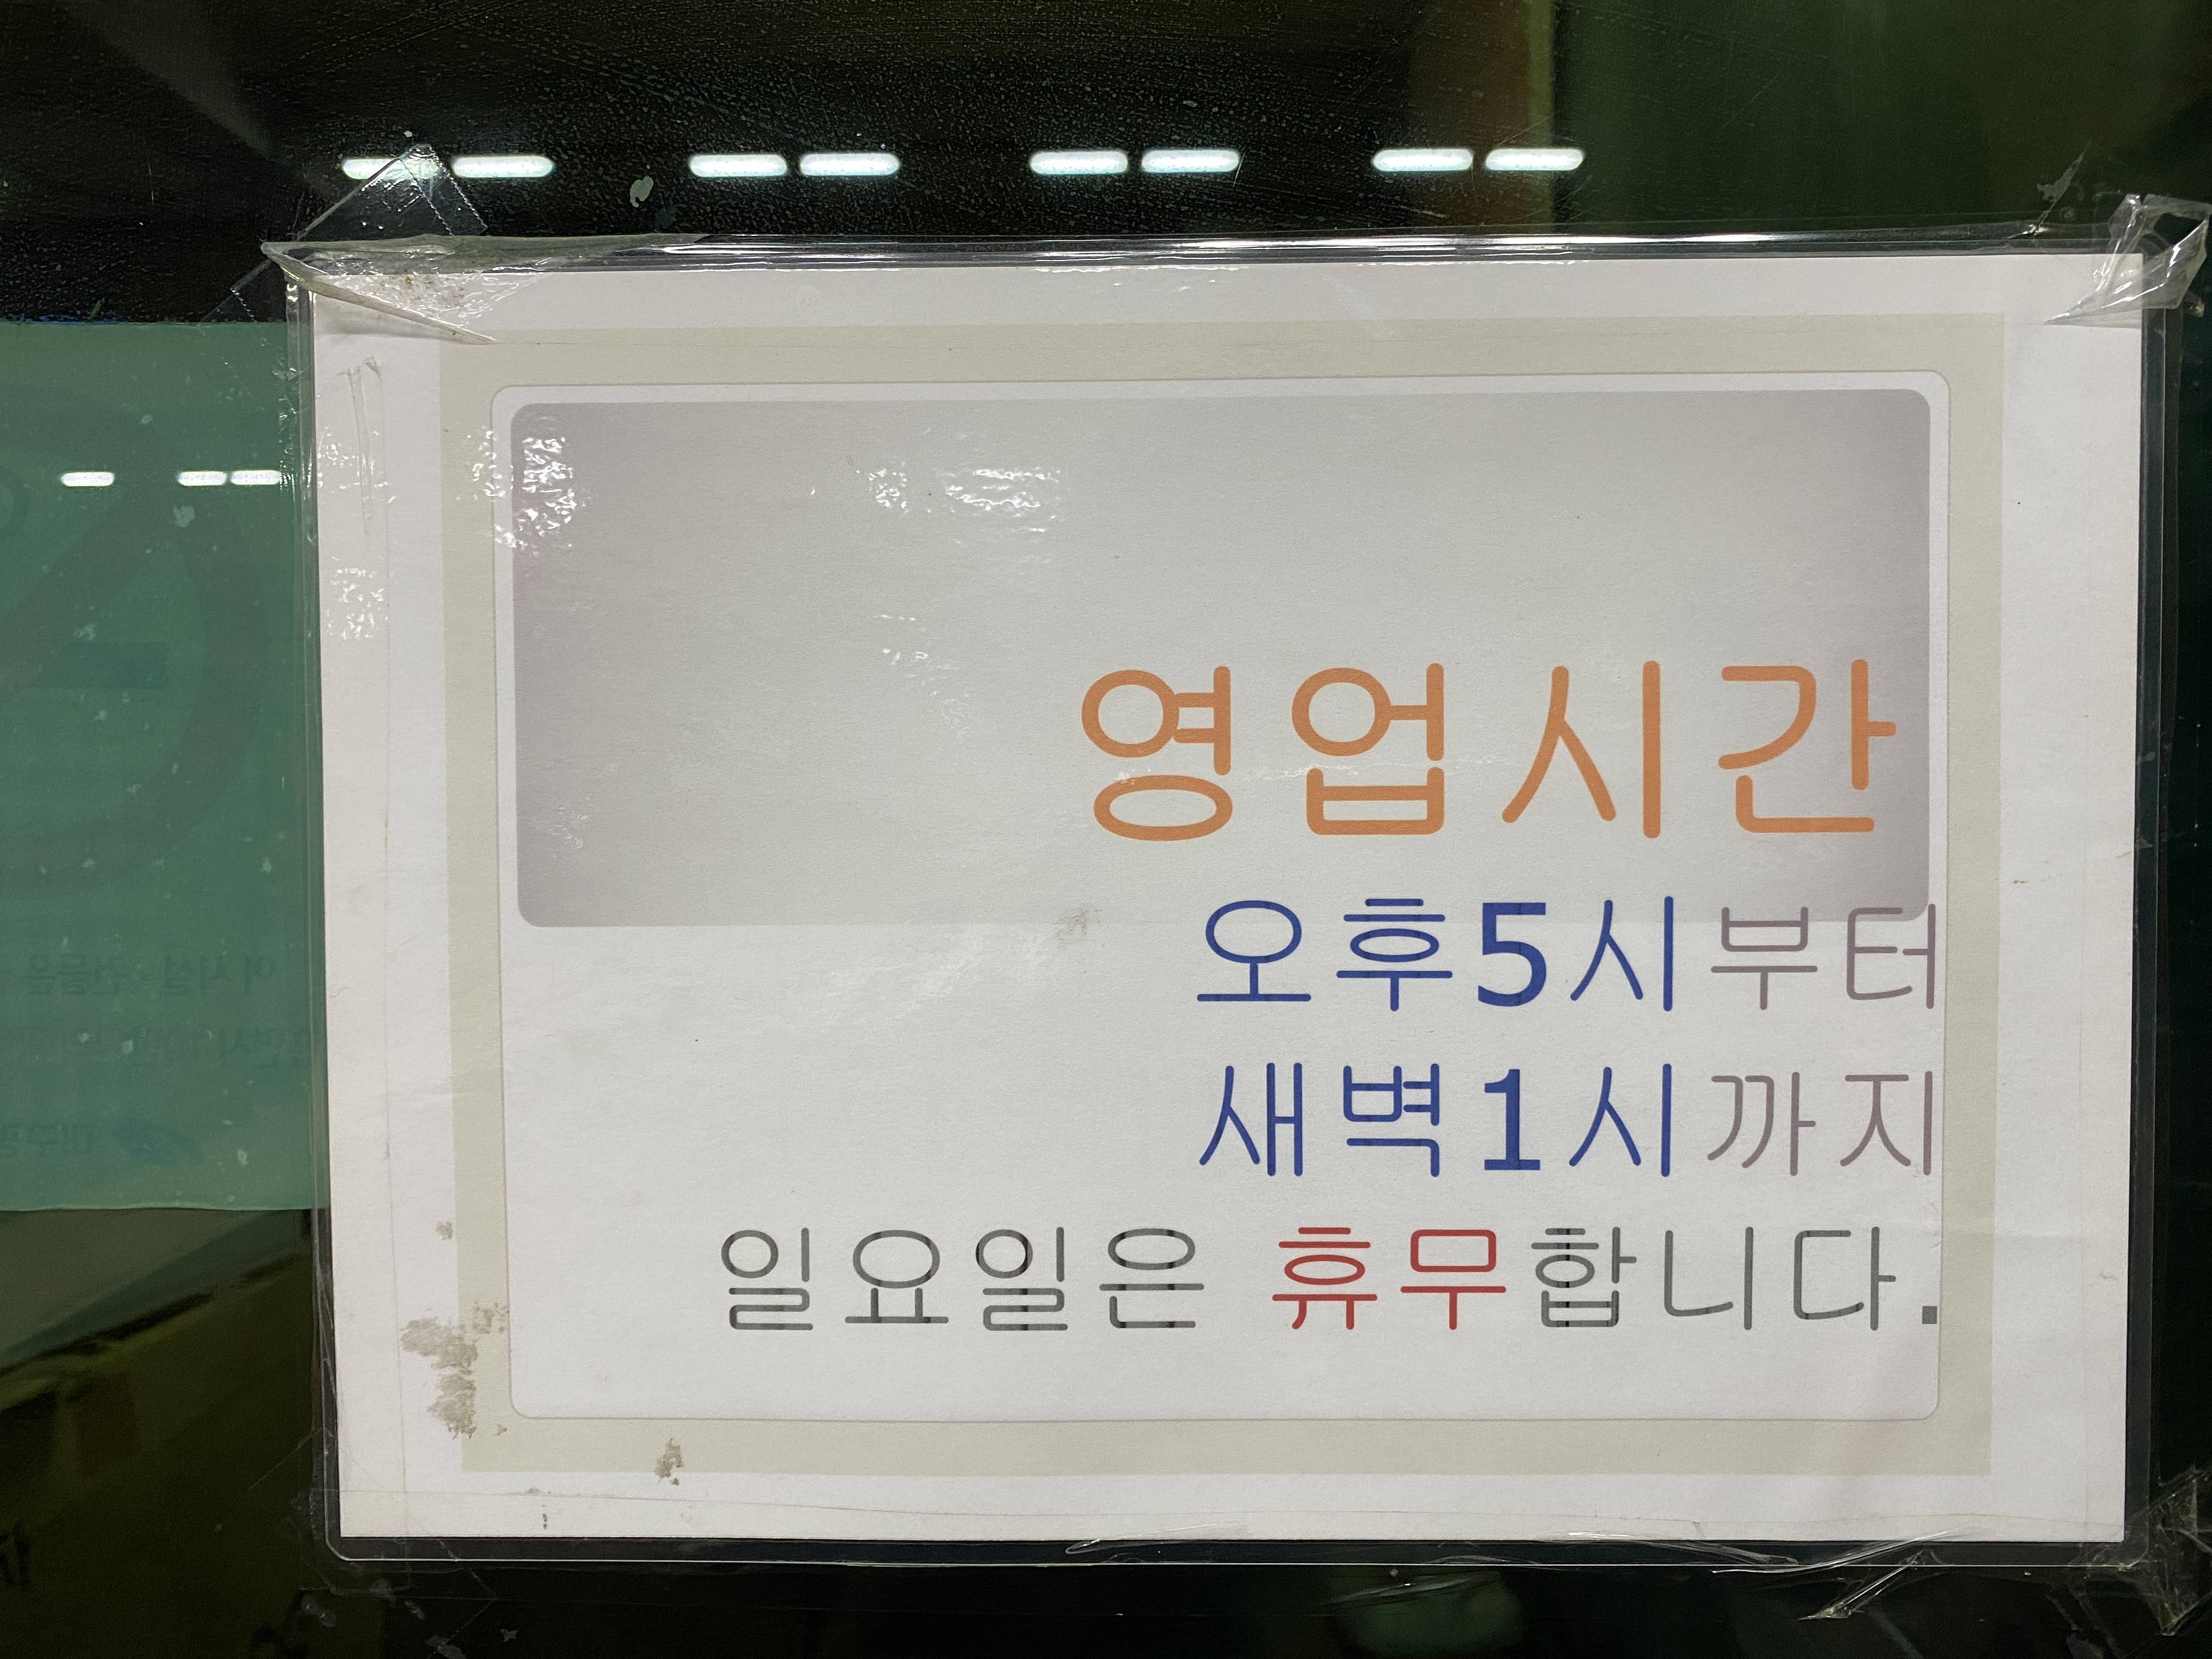 영업시간
오후5시부터
새벽1시까지
일요일은 휴무합니다.